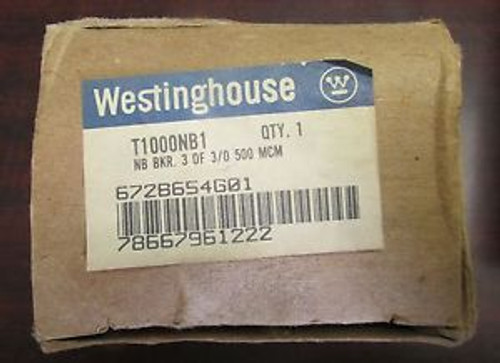 Westinghouse
T1000NB1 QTY. 1
NB BKR. 3 OF 3/0 500 MCM
672B654G01
78667961222